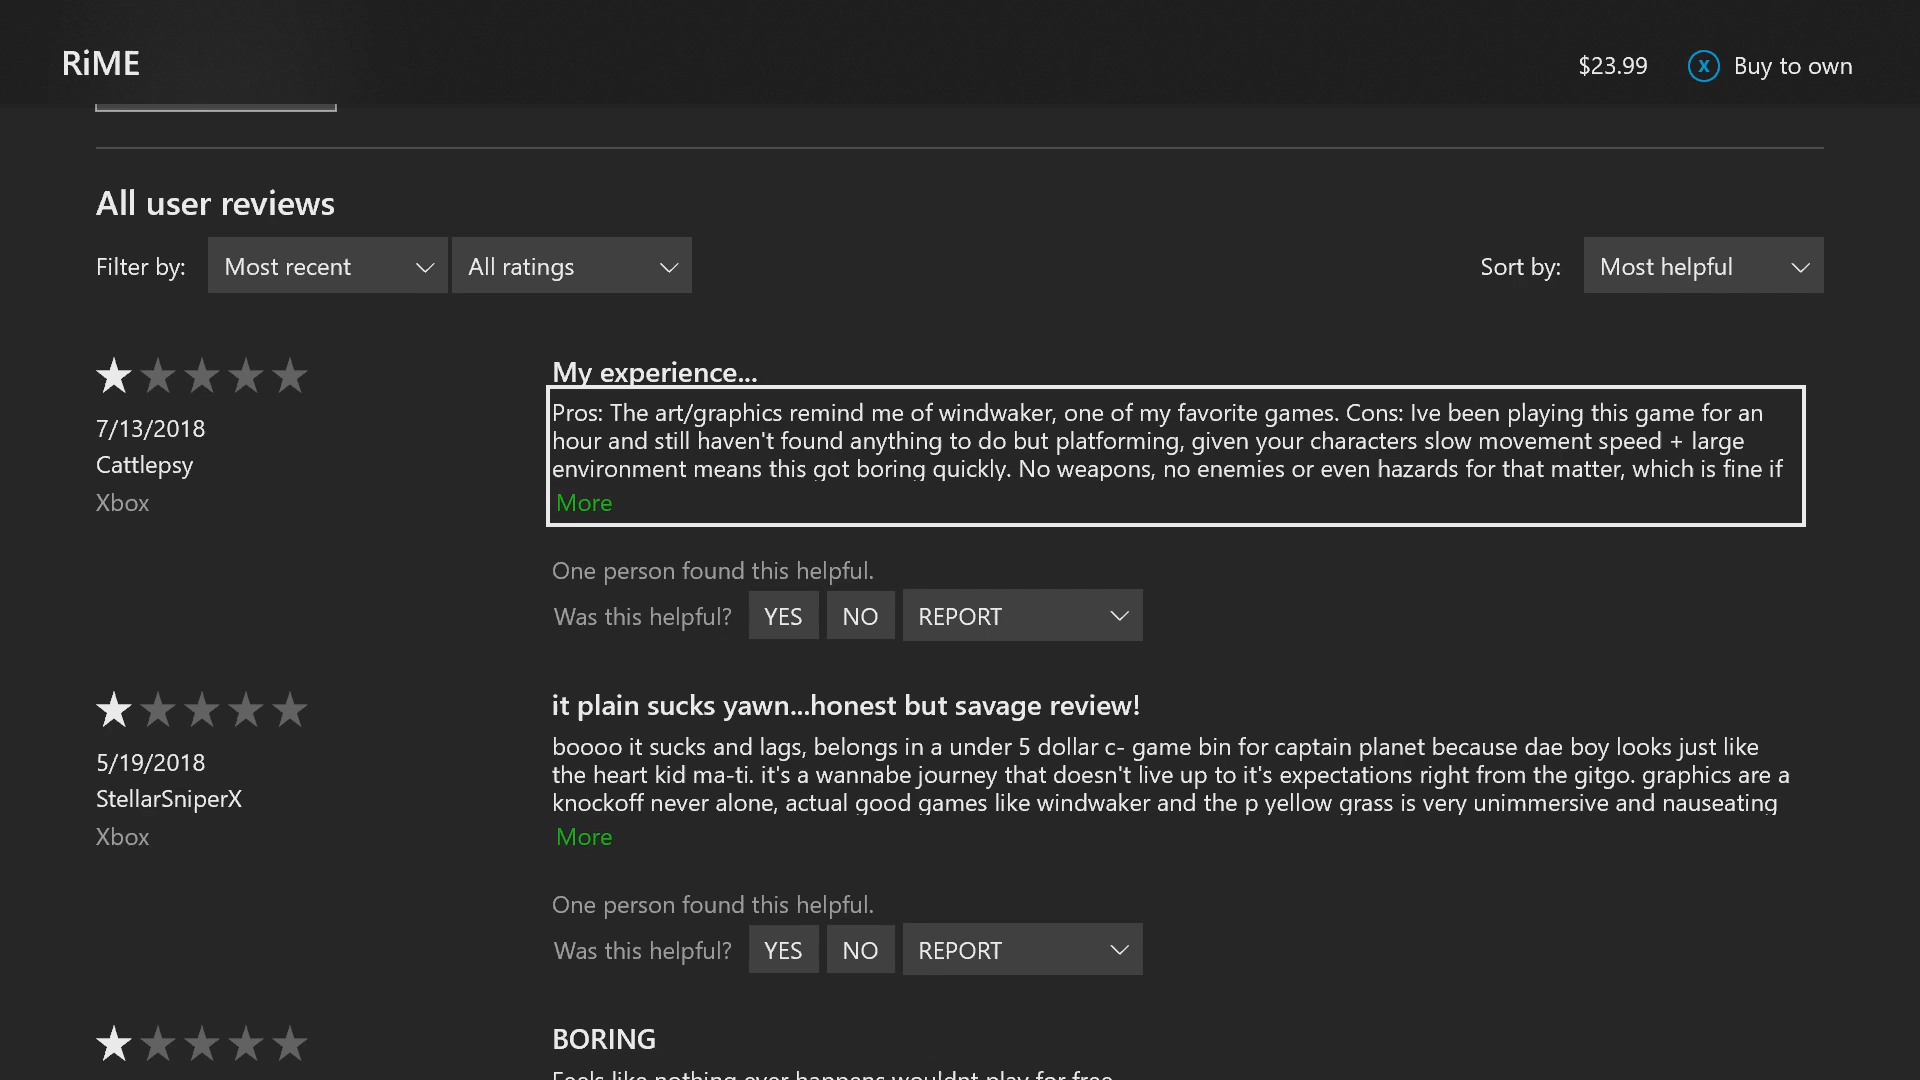 RiME
$23.99
X
Buy to own
All user reviews
Filter by:
Most recent
All ratings
Sort by:
Most helpful
My experience...
7/13/2018
Cattlepsy
Xbox
Pros: The art/graphics remind me of windwaker, one of my favorite games. Cons: Ive been playing this game for an
hour and still haven't found anything to do but platforming, given your characters slow movement speed + large
environment means this got boring quickly. No weapons, no enemies or even hazards for that matter, which is fine if
More
One person found this helpful.
Was this helpful?
YES
NO
REPORT
it plain sucks yawn...honest but savage review!
5/19/2018
StellarSniperX
Xbox
boooo it sucks and lags, belongs in a under 5 dollar c- game bin for captain planet because dae boy looks just like
the heart kid ma-ti. it's a wannabe journey that doesn't live up to it's expectations right from the gitgo. graphics are a
knockoff never alone, actual good games like windwaker and the p yellow grass is very unimmersive and nauseating
More
One person found this helpful.
Was this helpful?
YES
NO
REPORT
BORING
Feels like nothing ever happens wouldnt play for free